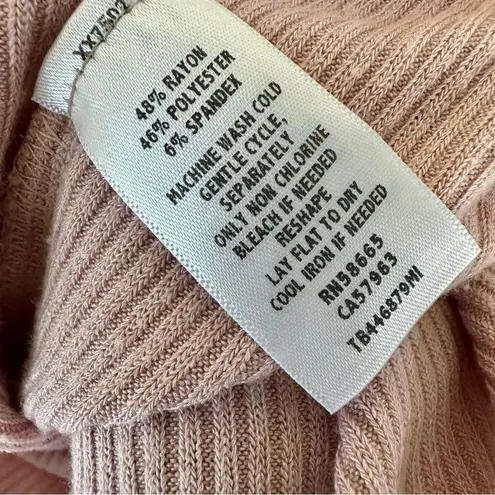 48% RAYON
46% POLYESTER
6% SPANDEX
MACHINE WASH COLD
GENTLE CYCLE,
SEPARATELY
ONLY NON CHLORINE
BLEACH IF NEEDED
RESHAPE
LAY FLAT TO DRY
COOL IRON IF NEEDED
RN38665
CA57963
TB446879MI